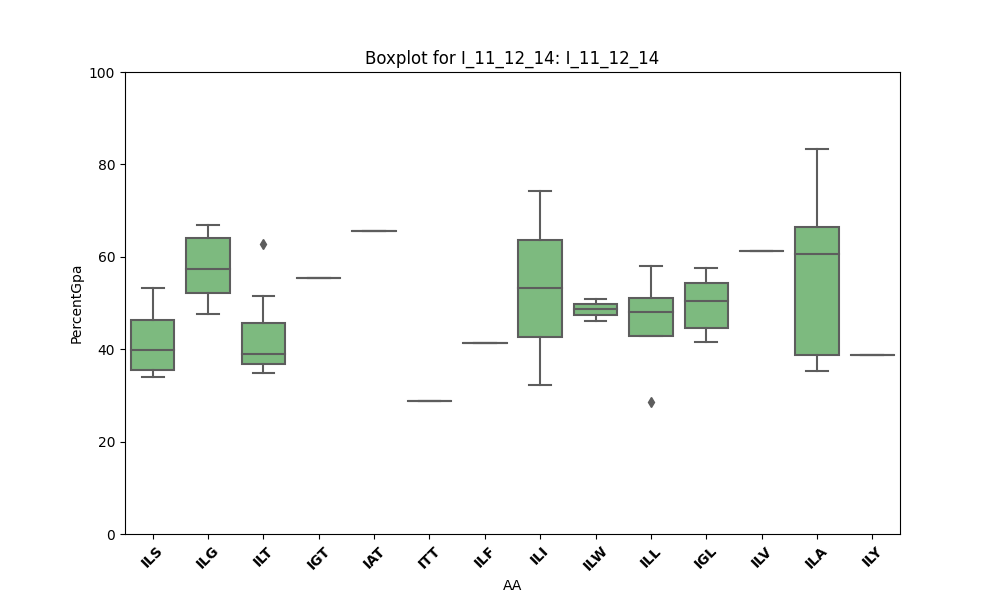 Boxplot for I_11_12_14: I_11_12_14
100
80
60
40
20
0
PercentGpa
ILS ILG ILT IGT IAT ITT ILF ILI ILW ILL IGL ILV ILA ILY
AA